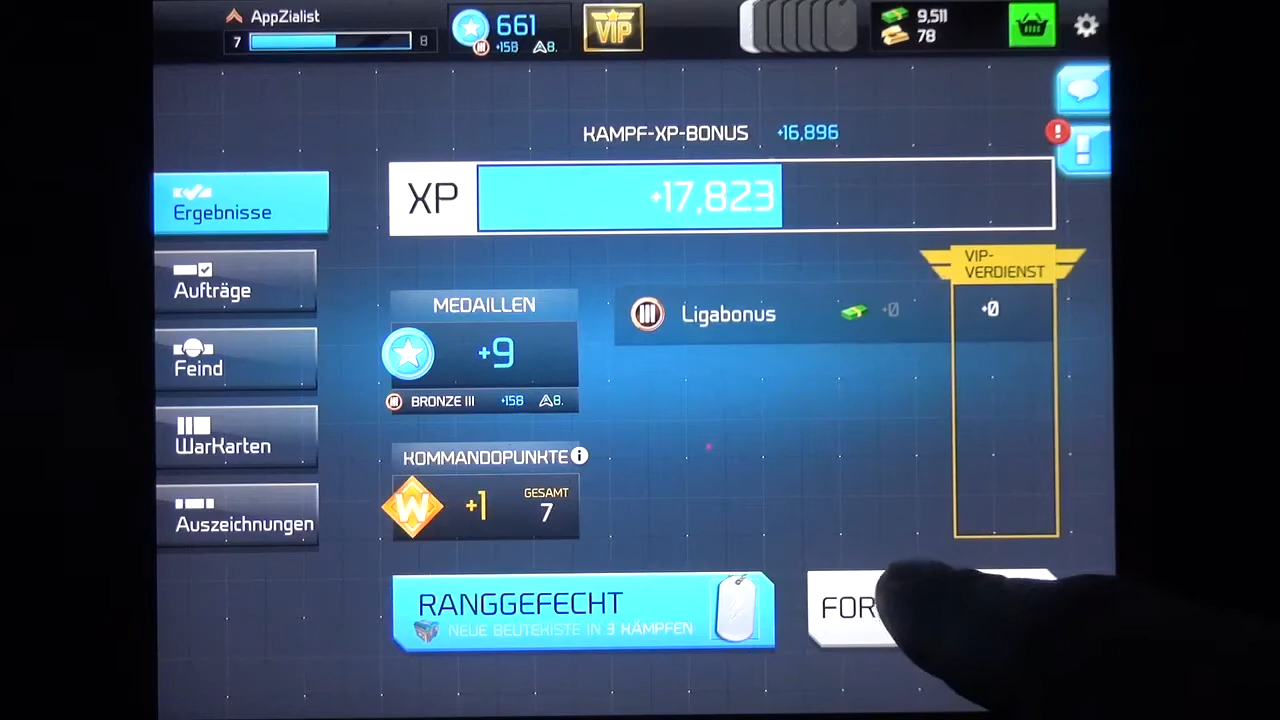 AppZialist
7
8
661
+158
8.
VIP
9,511
78
KAMPF-XP-BONUS +16,896
XP
+17,823
Ergebnisse
Aufträge
Feind
WarKarten
Auszeichnungen
MEDAILLEN
+9
BRONZE III +158 8.
KOMMANDOPUNKTE
W
+1
GESAMT
7
Ligabonus
+0
VIP-
VERDIENST
+0
RANGGEFECHT
NEUE BEUTEKISTE IN 3 KÄMPFEN